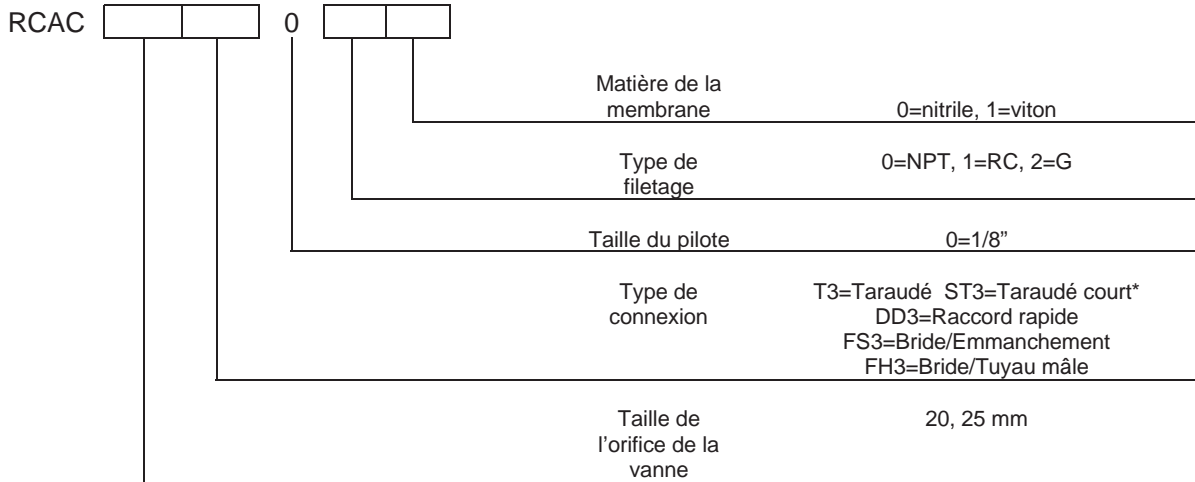 RCAC 0
Matière de la
membrane 0=nitrile, 1=viton
Type de 0=NPT, 1=RC, 2=G
filetage
Taille du pilote 0=1/8”
Type de T3=Taraudé ST3=Taraudé court*
connexion DD3=Raccord rapide
FS3=Bride/Emmanchement
FH3=Bride/Tuyau mâle
Taille de 20, 25 mm
l’orifice de la
vanne